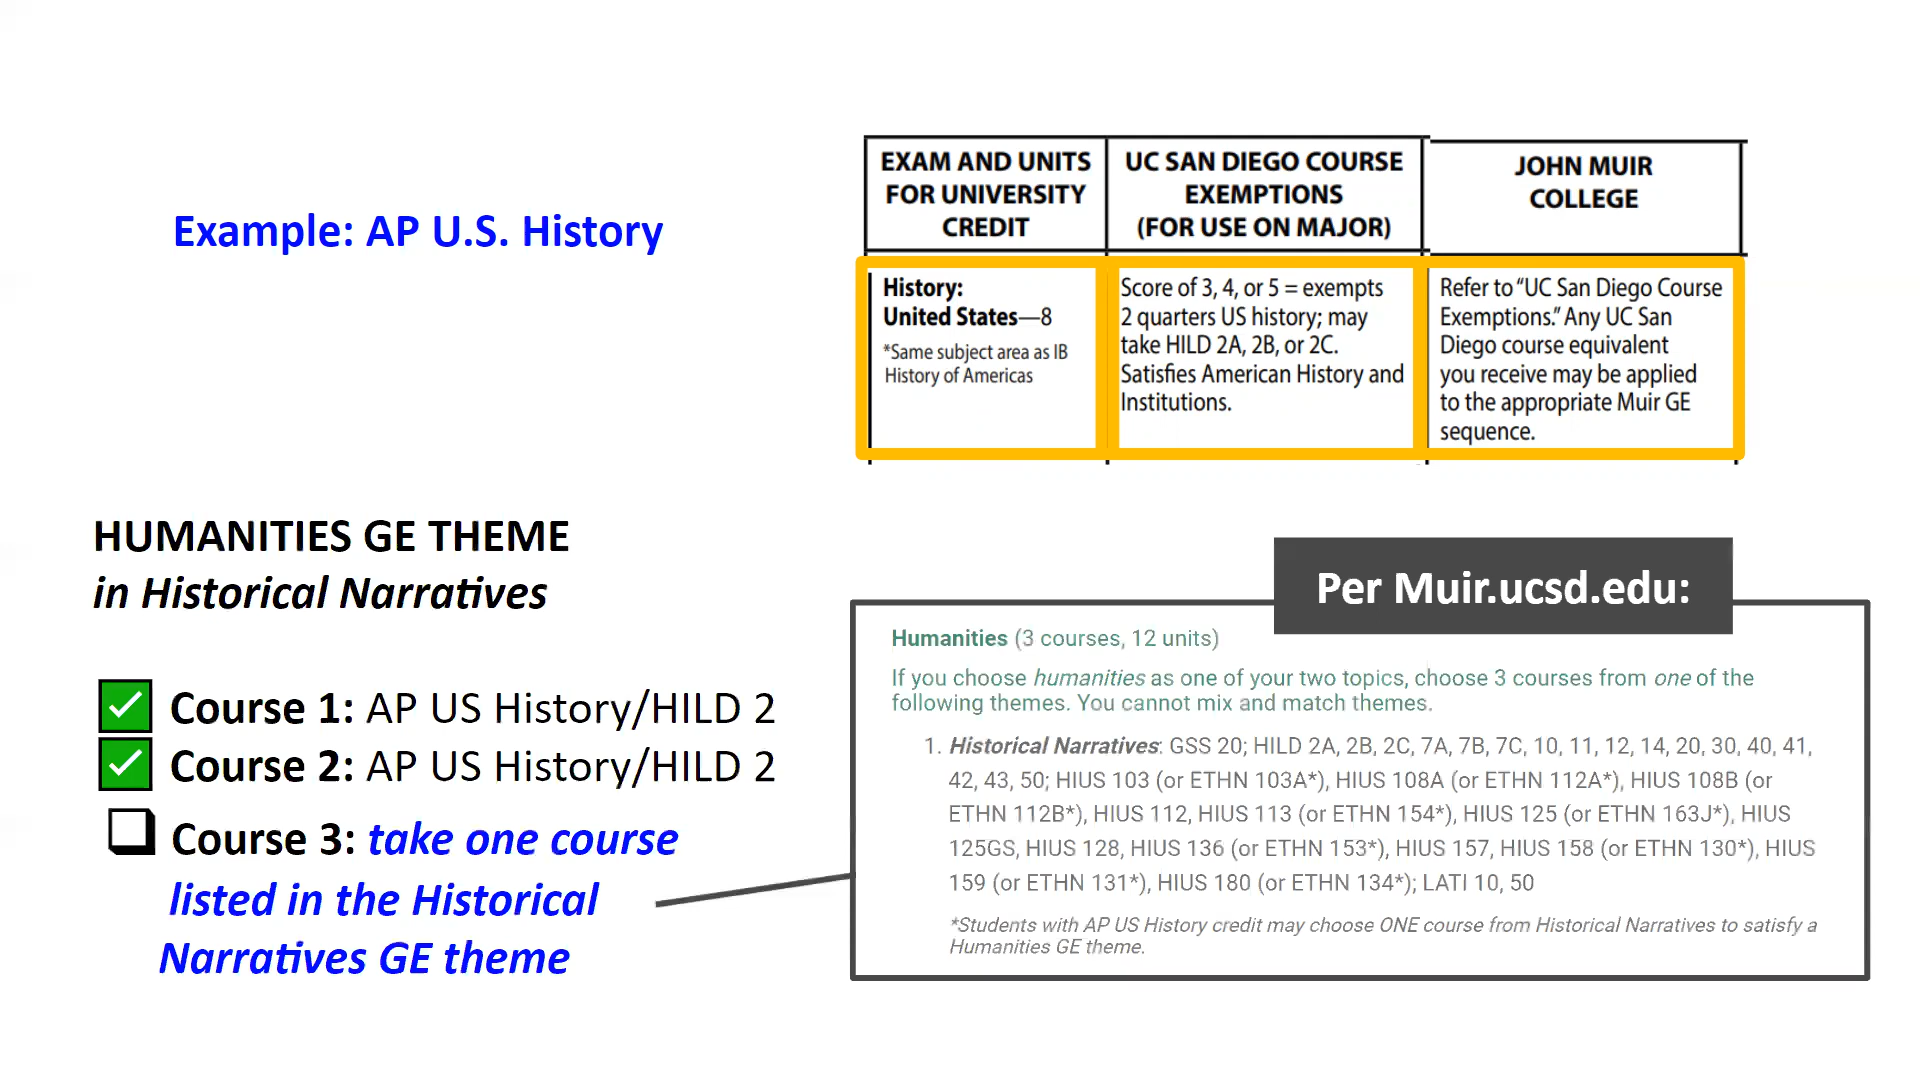 Example: AP U.S. History
EXAM AND UNITS
FOR UNIVERSITY
CREDIT
UC SAN DIEGO COURSE
EXEMPTIONS
(FOR USE ON MAJOR)
JOHN MUIR
COLLEGE
History:
United States—8
*Same subject area as IB
History of Americas
Score of 3, 4, or 5 = exempts
2 quarters US history; may
take HILD 2A, 2B, or 2C.
Satisfies American History and
Institutions.
Refer to “UC San Diego Course
Exemptions.” Any UC San
Diego course equivalent
you receive may be applied
to the appropriate Muir GE
sequence.
HUMANITIES GE THEME
in Historical Narratives
Course 1: AP US History/HILD 2
Course 2: AP US History/HILD 2
Course 3: take one course
listed in the Historical
Narratives GE theme
Per Muir.ucsd.edu:
Humanities (3 courses, 12 units)
If you choose humanities as one of your two topics, choose 3 courses from one of the
following themes. You cannot mix and match themes.
1. Historical Narratives: GSS 20; HILD 2A, 2B, 2C, 7A, 7B, 7C, 10, 11, 12, 14, 20, 30, 40, 41,
42, 43, 50; HIUS 103 (or ETHN 103A*), HIUS 108A (or ETHN 112A*), HIUS 108B (or
ETHN 112B*), HIUS 112, HIUS 113 (or ETHN 154*), HIUS 125 (or ETHN 163J*), HIUS
125GS, HIUS 128, HIUS 136 (or ETHN 153*), HIUS 157, HIUS 158 (or ETHN 130*), HIUS
159 (or ETHN 131*), HIUS 180 (or ETHN 134*); LATI 10, 50
*Students with AP US History credit may choose ONE course from Historical Narratives to satisfy a
Humanities GE theme.